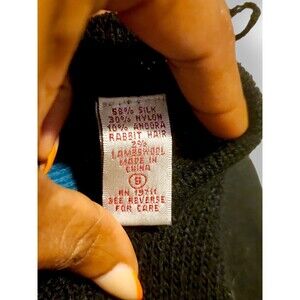 58% SILK
30% NYLON
10% ANGORA
RABBIT HAIR
2%
LAMBSWOOL
MADE IN
CHINA
RN 19711
SEE REVERSE
FOR CARE